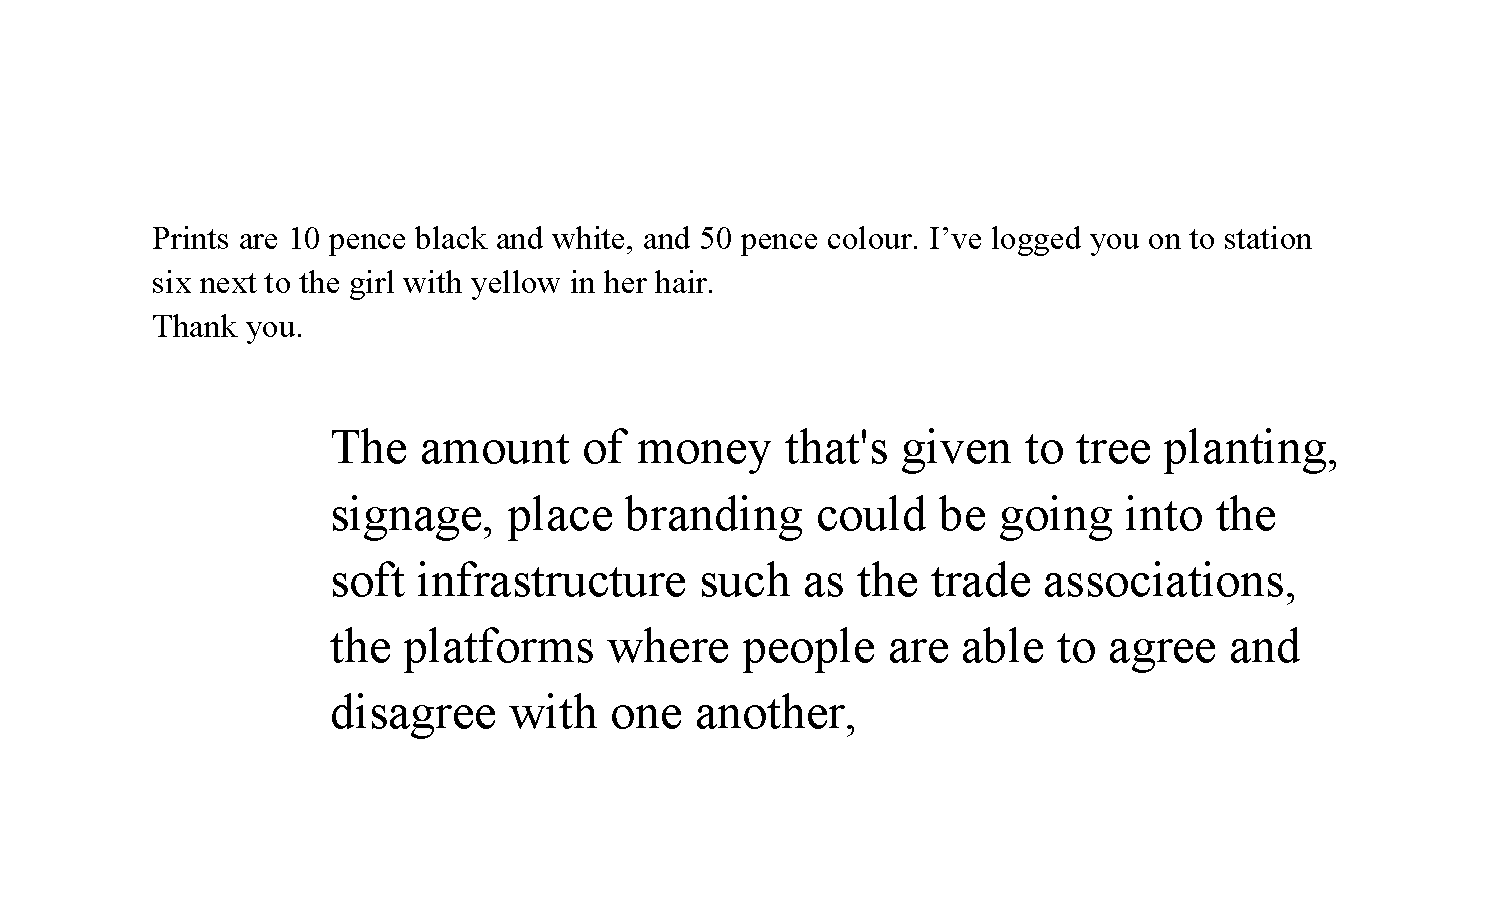 Prints are 10 pence black and white, and 50 pence colour. I’ve logged you on to station
six next to the girl with yellow in her hair.
Thank you.
The amount of money that's given to tree planting,
signage, place branding could be going into the
soft infrastructure such as the trade associations,
the platforms where people are able to agree and
disagree with one another,